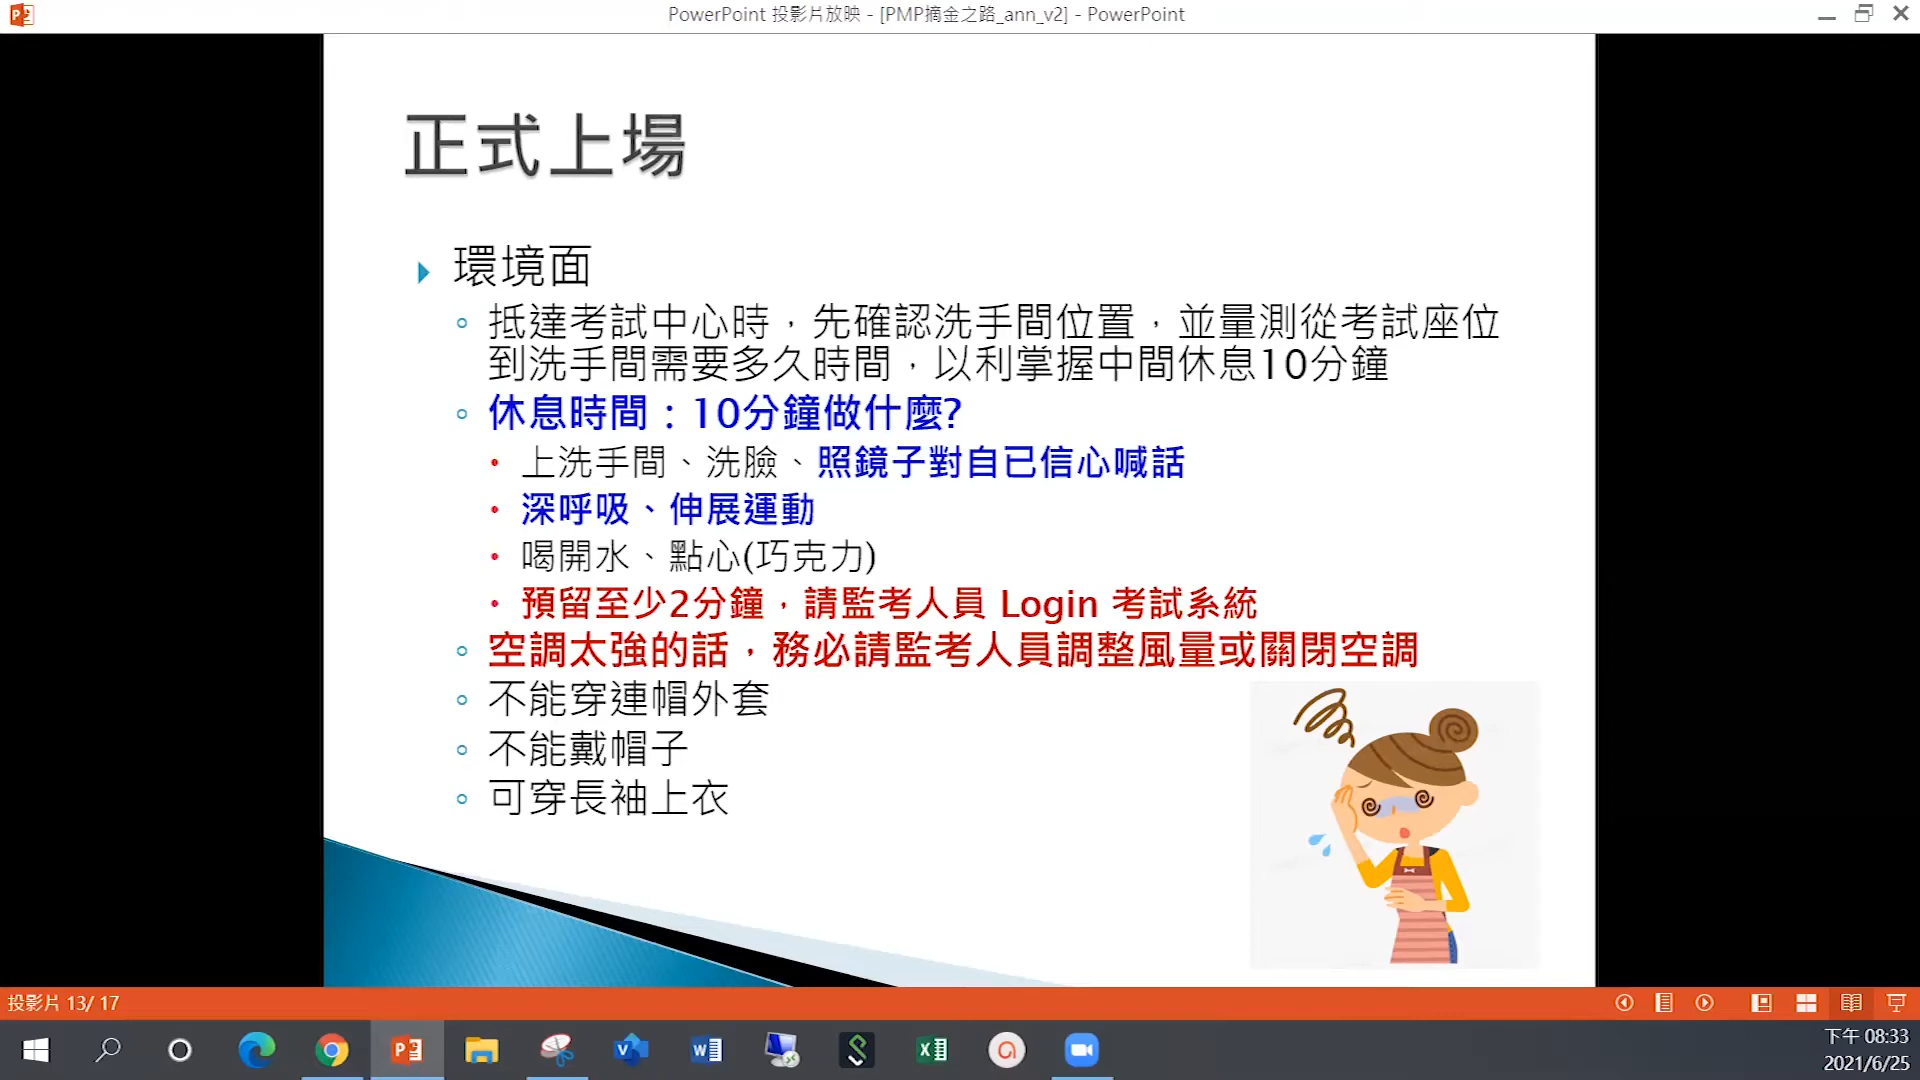 PowerPoint 投影片放映 - [PMP摘金之路_ann_v2] - PowerPoint
正式上場
環境面
抵達考試中心時，先確認洗手間位置，並量測從考試座位
到洗手間需要多久時間，以利掌握中間休息10分鐘
休息時間：10分鐘做什麼?
上洗手間、洗臉、照鏡子對自已信心喊話
深呼吸、伸展運動
喝開水、點心(巧克力)
預留至少2分鐘，請監考人員 Login 考試系統
空調太強的話，務必請監考人員調整風量或關閉空調
不能穿連帽外套
不能戴帽子
可穿長袖上衣
投影片 13/ 17
下午 08:33
2021/6/25